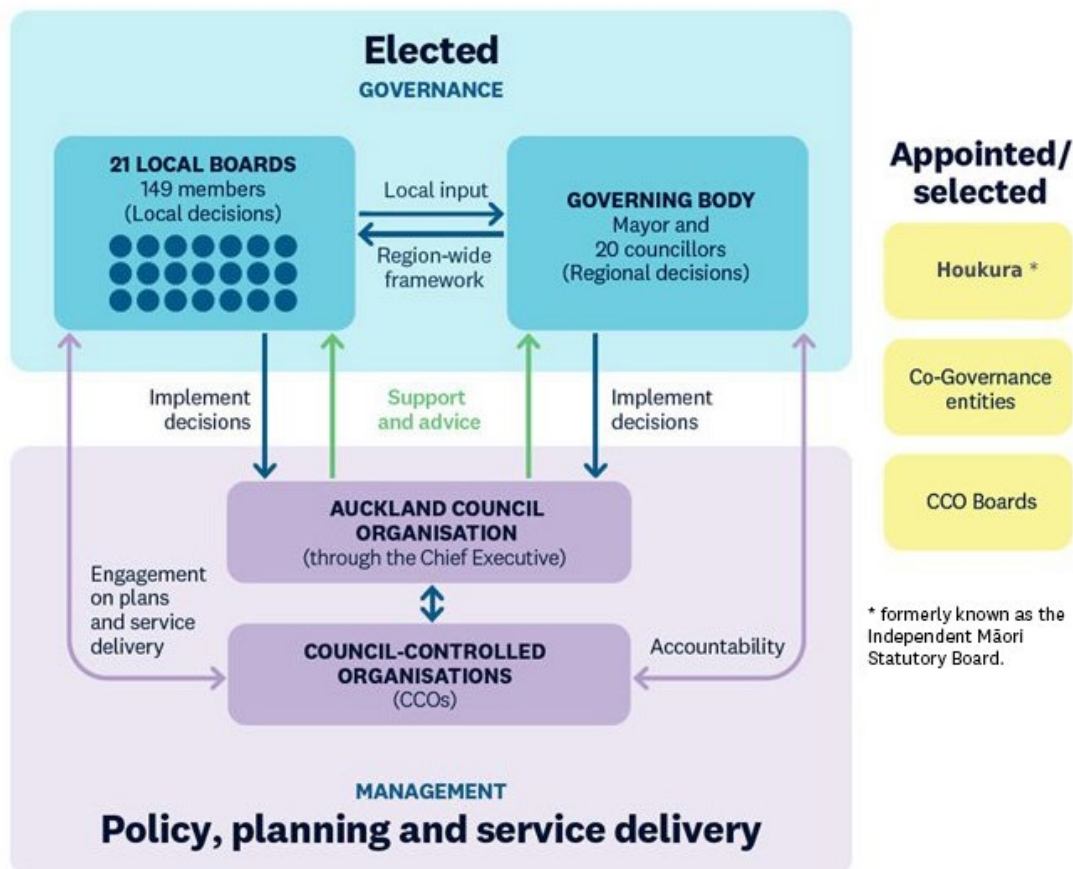 Elected
GOVERNANCE
21 LOCAL BOARDS
149 members
(Local decisions)
Local input
Region-wide
framework
GOVERNING BODY
Mayor and
20 councillors
(Regional decisions)
Implement
decisions
Support
and advice
Implement
decisions
AUCKLAND COUNCIL
ORGANISATION
(through the Chief Executive)
Engagement
on plans
and service
delivery
COUNCIL-CONTROLLED
ORGANISATIONS
(CCOs)
Accountability
MANAGEMENT
Policy, planning and service delivery
Appointed/
selected
Houkura *
Co-Governance
entities
CCO Boards
* formerly known as the
Independent Māori
Statutory Board.